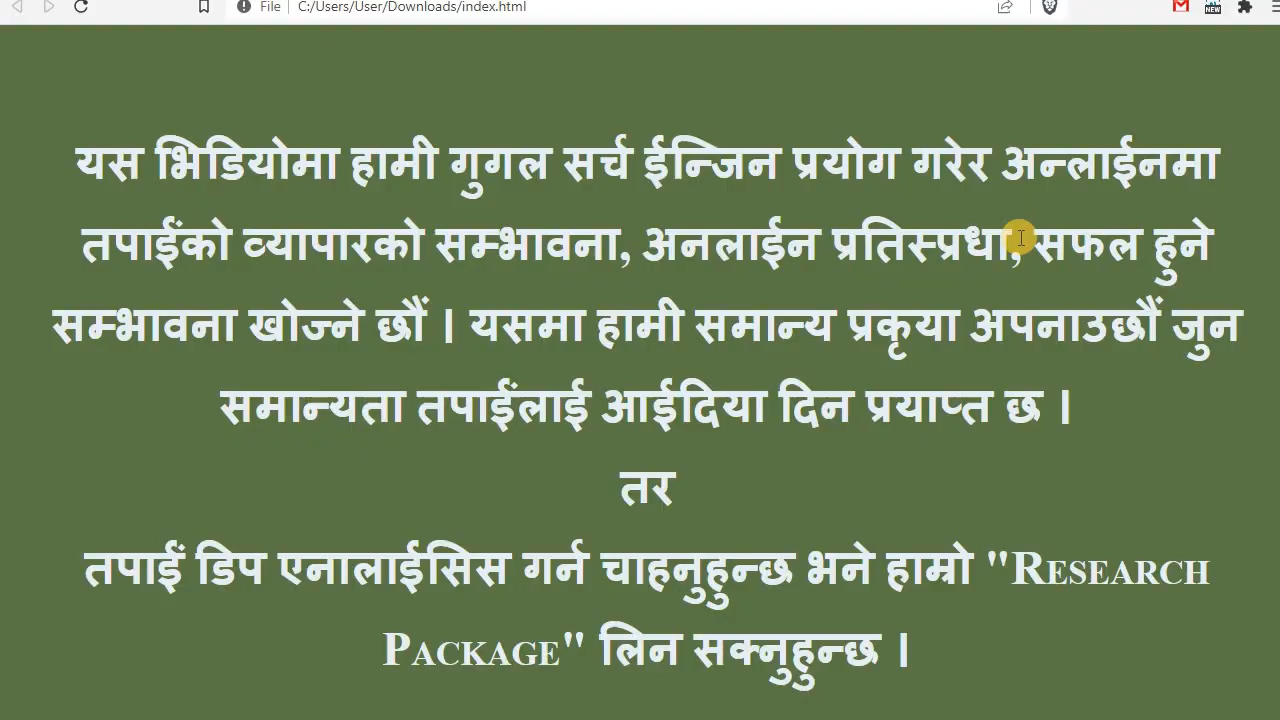 File C:/Users/User/Downloads/index.html
NEW
यस भिडियोमा हामी गुगल सर्च ईन्जिन प्रयोग गरेर अन्लाईनमा
तपाईंको व्यापारको सम्भावना, अनलाईन प्रतिस्प्रधा, सफल हुने
सम्भावना खोज्ने छौं । यसमा हामी समान्य प्रकृया अपनाउछौं जुन
समान्यता तपाईंलाई आईदिया दिन प्रयाप्त छ ।
तर
तपाईं डिप एनालाईसिस गर्न चाहनुहुन्छ भने हाम्रो "Research
Package" लिन सक्नुहुन्छ ।